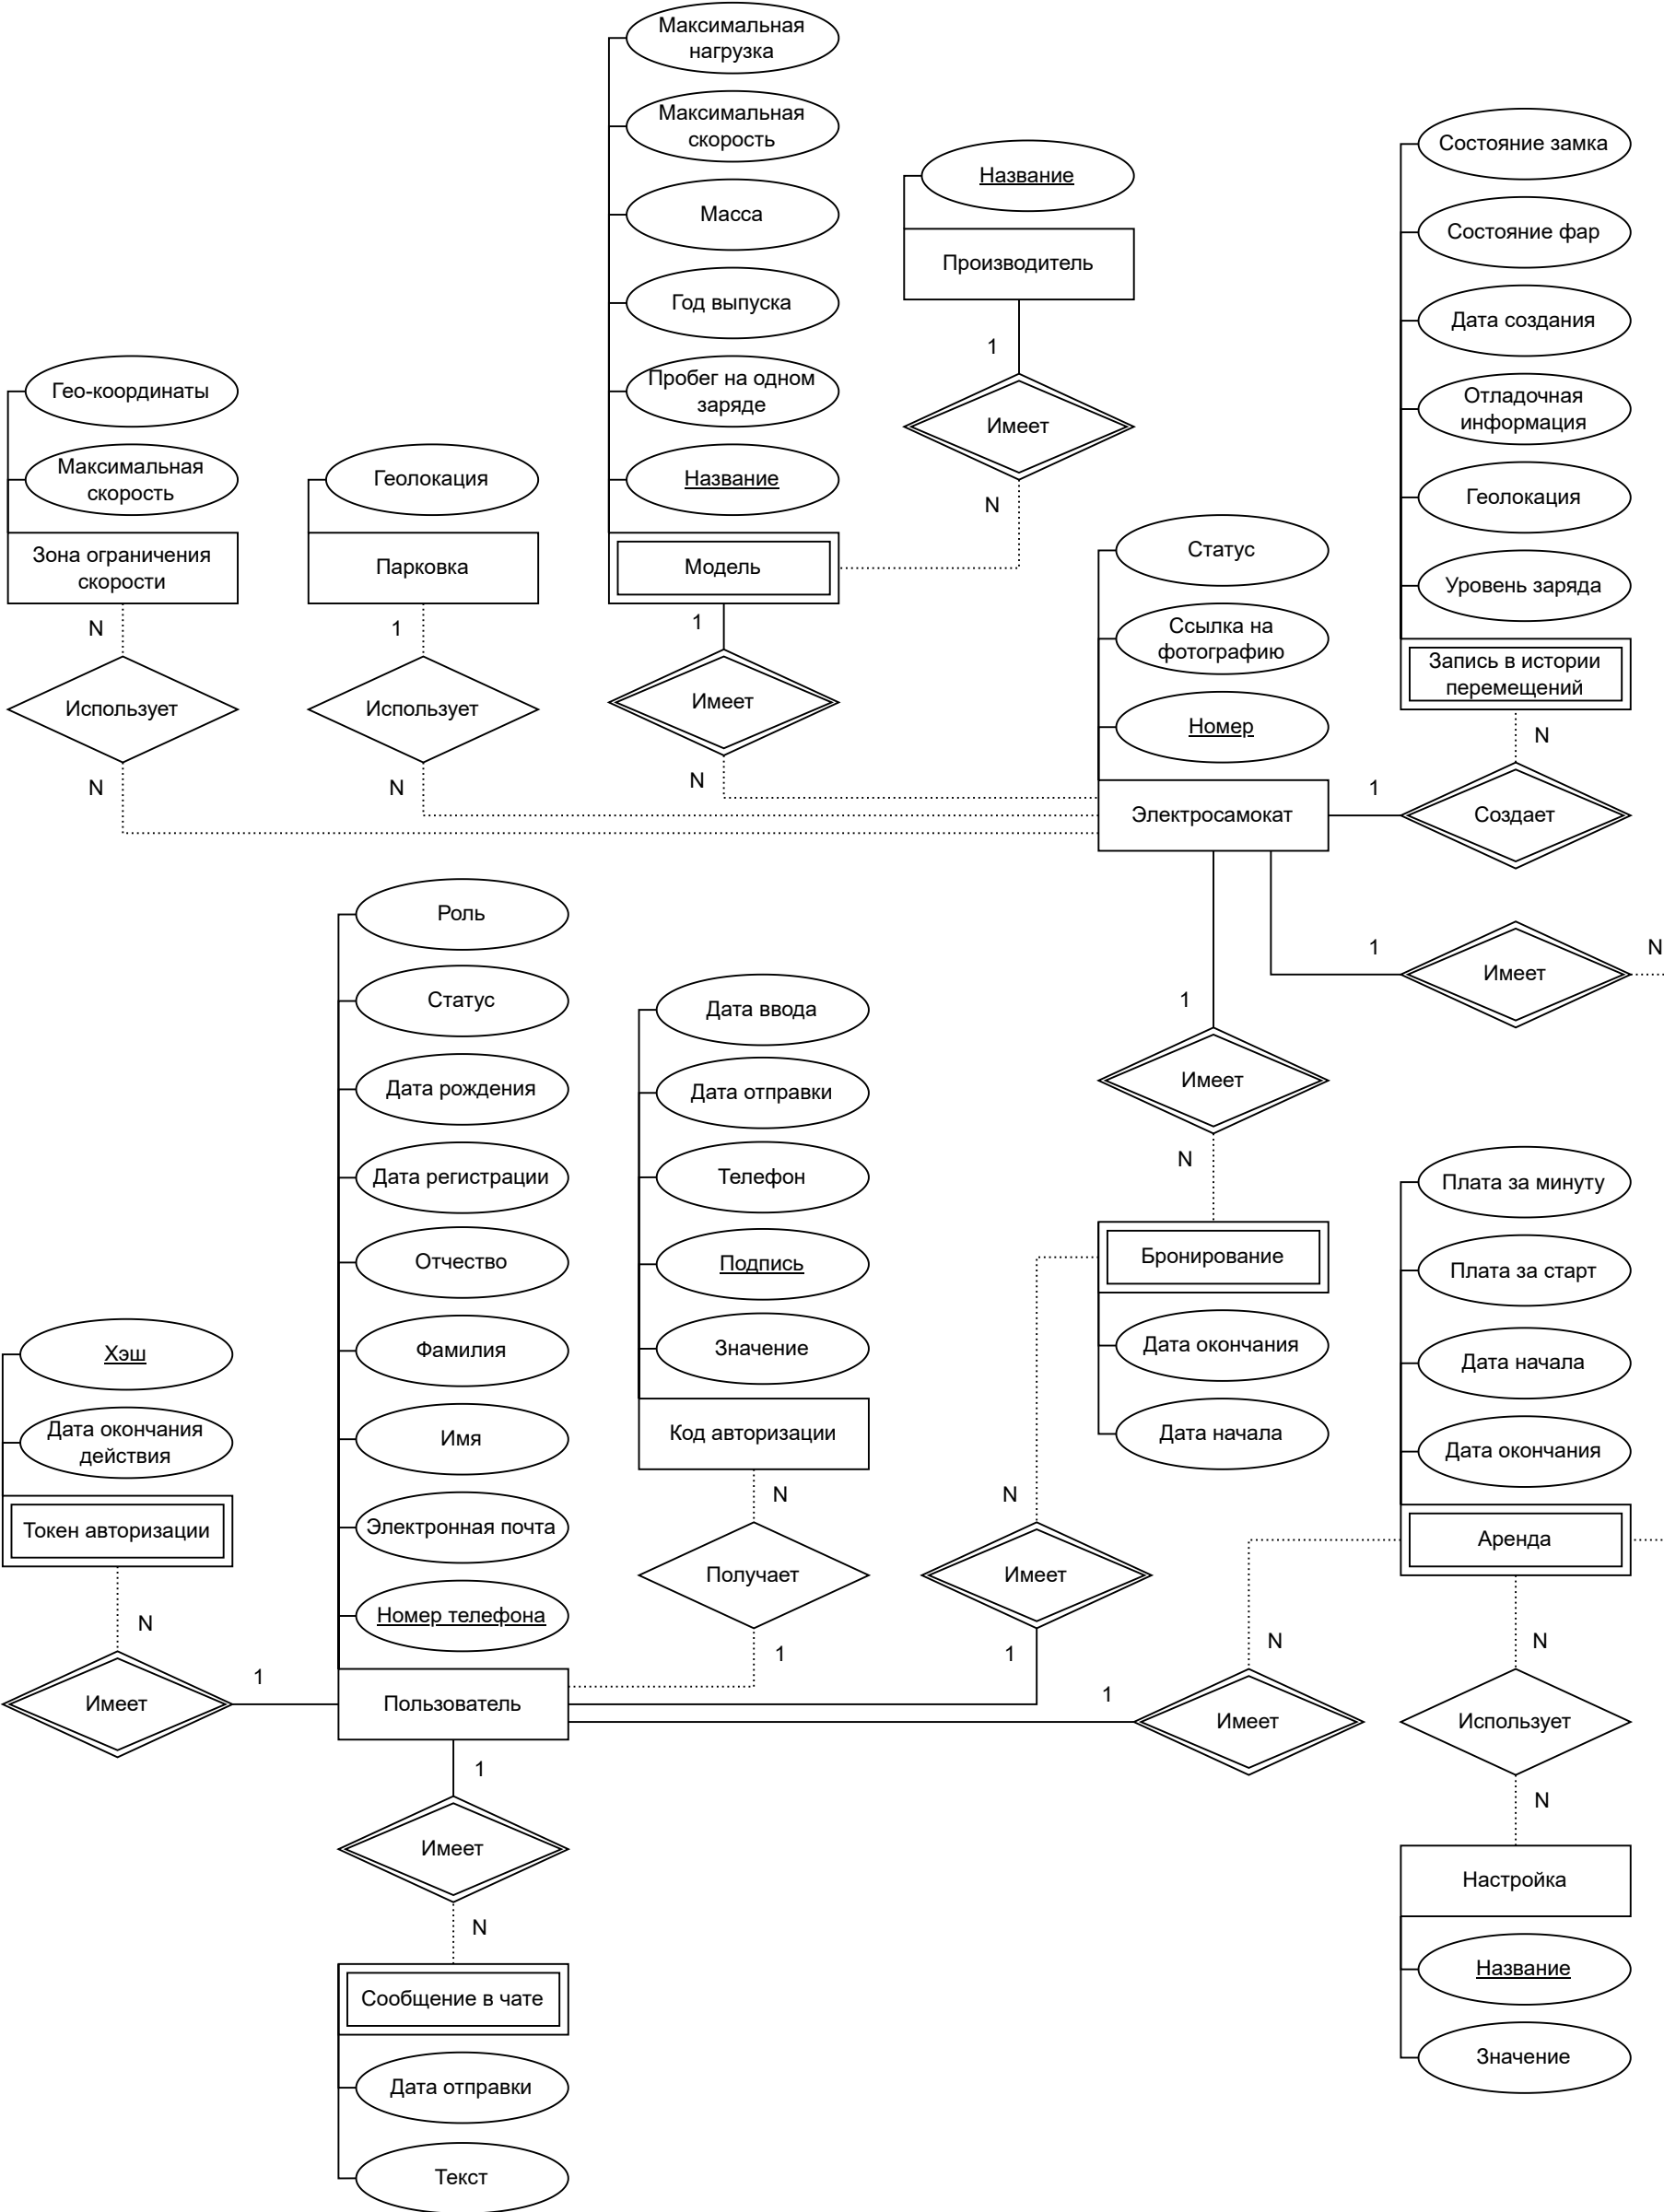 Максимальная
нагрузка
Максимальная
скорость
Масса
Год выпуска
Пробег на одном
заряде
Название
Модель
1
Имеет
N
Название
Производитель
1
Имеет
N
Состояние замка
Состояние фар
Дата создания
Отладочная
информация
Геолокация
Уровень заряда
Запись в истории
перемещений
N
Создает
1
Гео-координаты
Максимальная
скорость
Зона ограничения
скорости
N
Использует
N
Геолокация
Парковка
1
Использует
N
Статус
Ссылка на
фотографию
Номер
Электросамокат
1
Имеет
N
1
Имеет
N
Бронирование
Дата окончания
Дата начала
Роль
Статус
Дата рождения
Дата регистрации
Отчество
Фамилия
Имя
Электронная почта
Номер телефона
Пользователь
Дата ввода
Дата отправки
Телефон
Подпись
Значение
Код авторизации
N
Получает
1
N
Имеет
1
Хэш
Дата окончания
действия
Токен авторизации
N
Имеет
1
Плата за минуту
Плата за старт
Дата начала
Дата окончания
Аренда
N
Имеет
1
N
Использует
N
Настройка
Название
Значение
1
Имеет
N
Сообщение в чате
Дата отправки
Текст